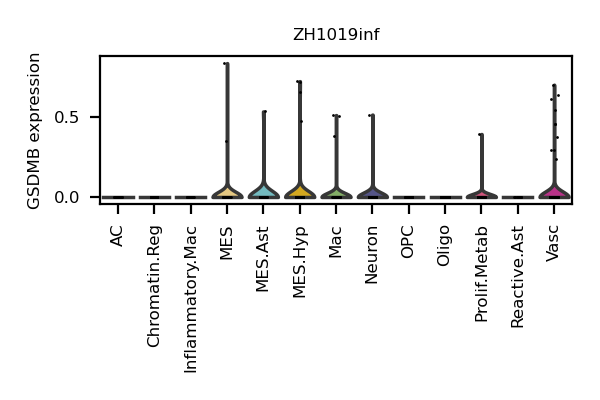 ZH1019inf
GSDMB expression
0.5
0.0
AC
Chromatin.Reg
Inflammatory.Mac
MES
MES.Ast
MES.Hyp
Mac
Neuron
OPC
Oligo
Prolif.Metab
Reactive.Ast
Vasc